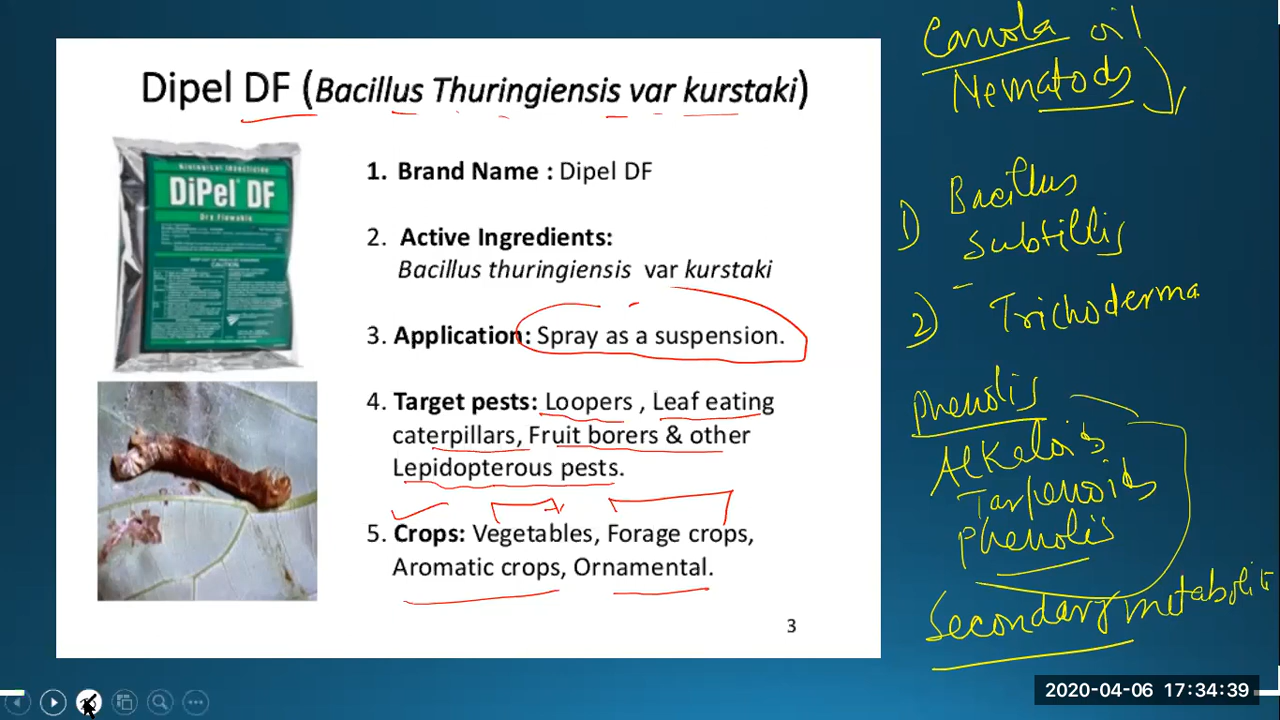 Dipel DF (Bacillus Thuringiensis var kurstaki)
DiPel DF
Dry Flowable
1. Brand Name : Dipel DF
2. Active Ingredients:
Bacillus thuringiensis var kurstaki
3. Application: Spray as a suspension.
4. Target pests: Loopers , Leaf eating
caterpillars, Fruit borers & other
Lepidopterous pests.
5. Crops: Vegetables, Forage crops,
Aromatic crops, Ornamental.
3
Canola oil
Nematods
1) Bacillus
subtillis
2) Trichoderma
Phenolis
Alkaloids
Tarpenoids
Phenolis
Secondary metabolit
2020-04-06 17:34:39